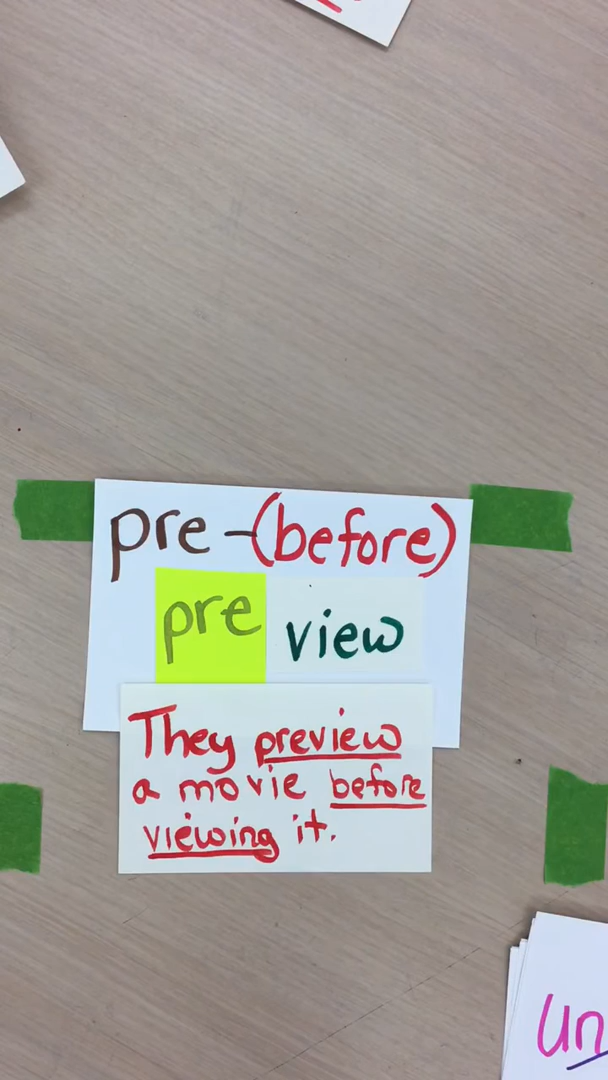 pre-(before)
pre view
They preview
a movie before
viewing it.
un